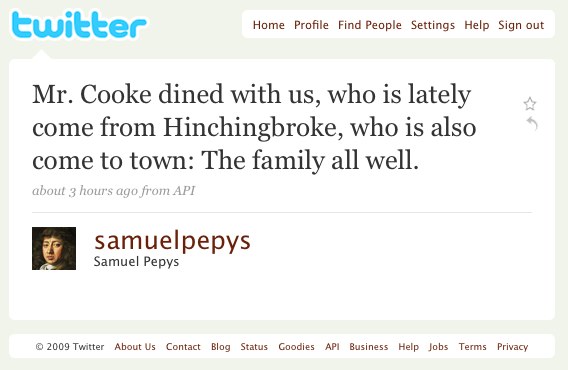 twitter
Home Profile Find People Settings Help Sign out
Mr. Cooke dined with us, who is lately
come from Hinchingbroke, who is also
come to town: The family all well.
about 3 hours ago from API
samuelpepys
Samuel Pepys
© 2009 Twitter About Us Contact Blog Status Goodies API Business Help Jobs Terms Privacy